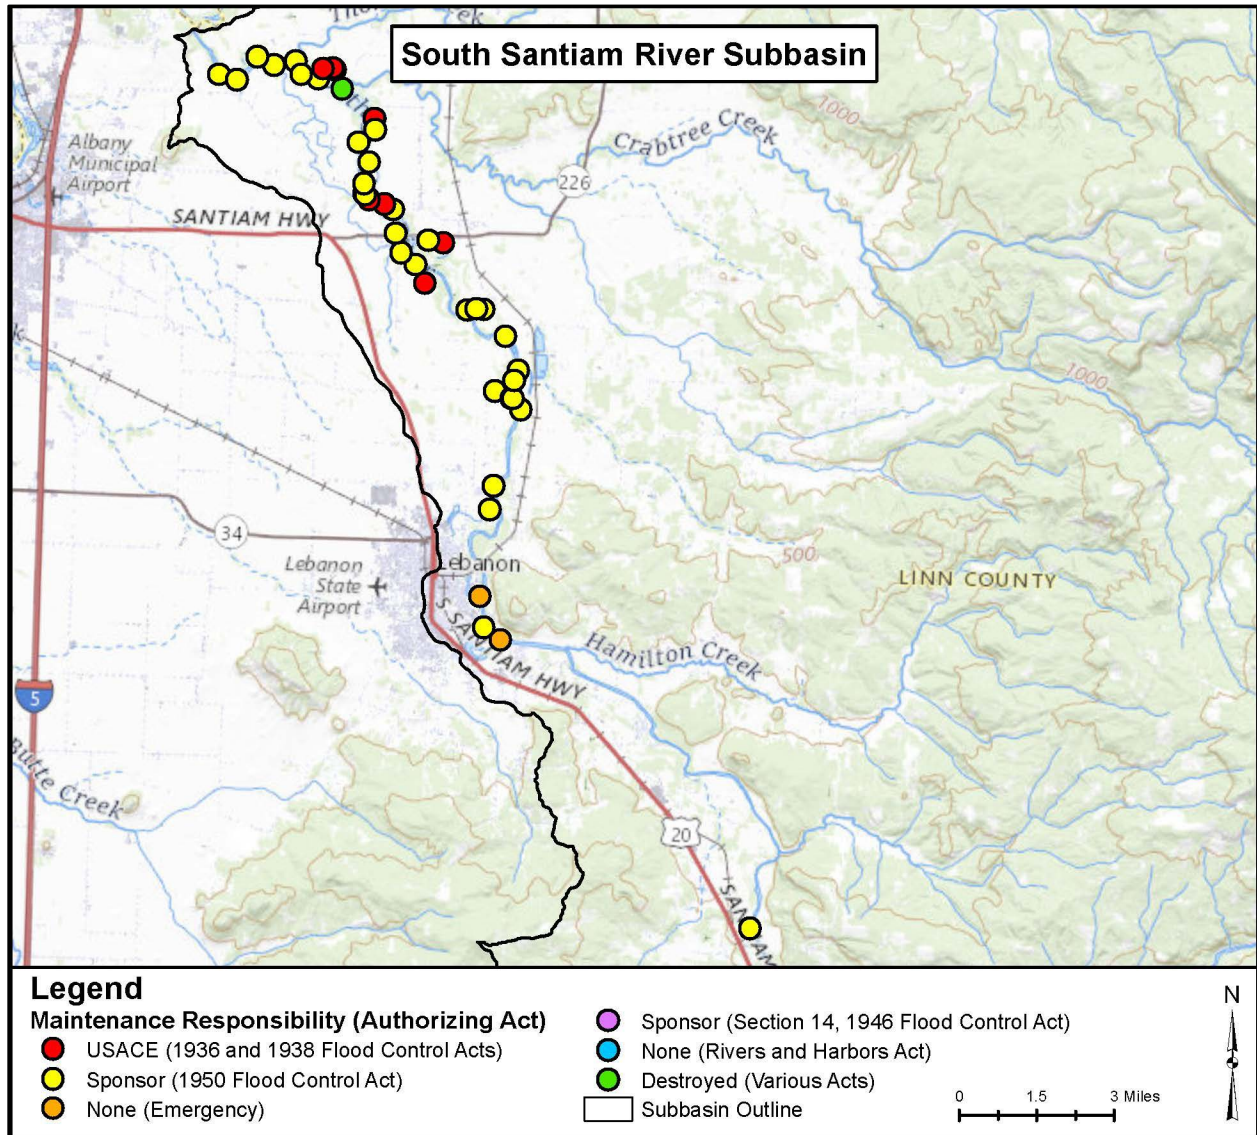 South Santiam River Subbasin
Creek
Crabtree Creek
1000
Albany
Municipal
Airport
226
SANTIAM HWY
1000
34
500
Lebanon
Lebanon
State
Airport
LINN COUNTY
S SANTIAM HWY
Hamilton Creek
5
Butte Creek
20
Legend
Maintenance Responsibility (Authorizing Act)
USACE (1936 and 1938 Flood Control Acts)
Sponsor (1950 Flood Control Act)
None (Emergency)
Sponsor (Section 14, 1946 Flood Control Act)
None (Rivers and Harbors Act)
Destroyed (Various Acts)
Subbasin Outline
0 1.5 3 Miles
N